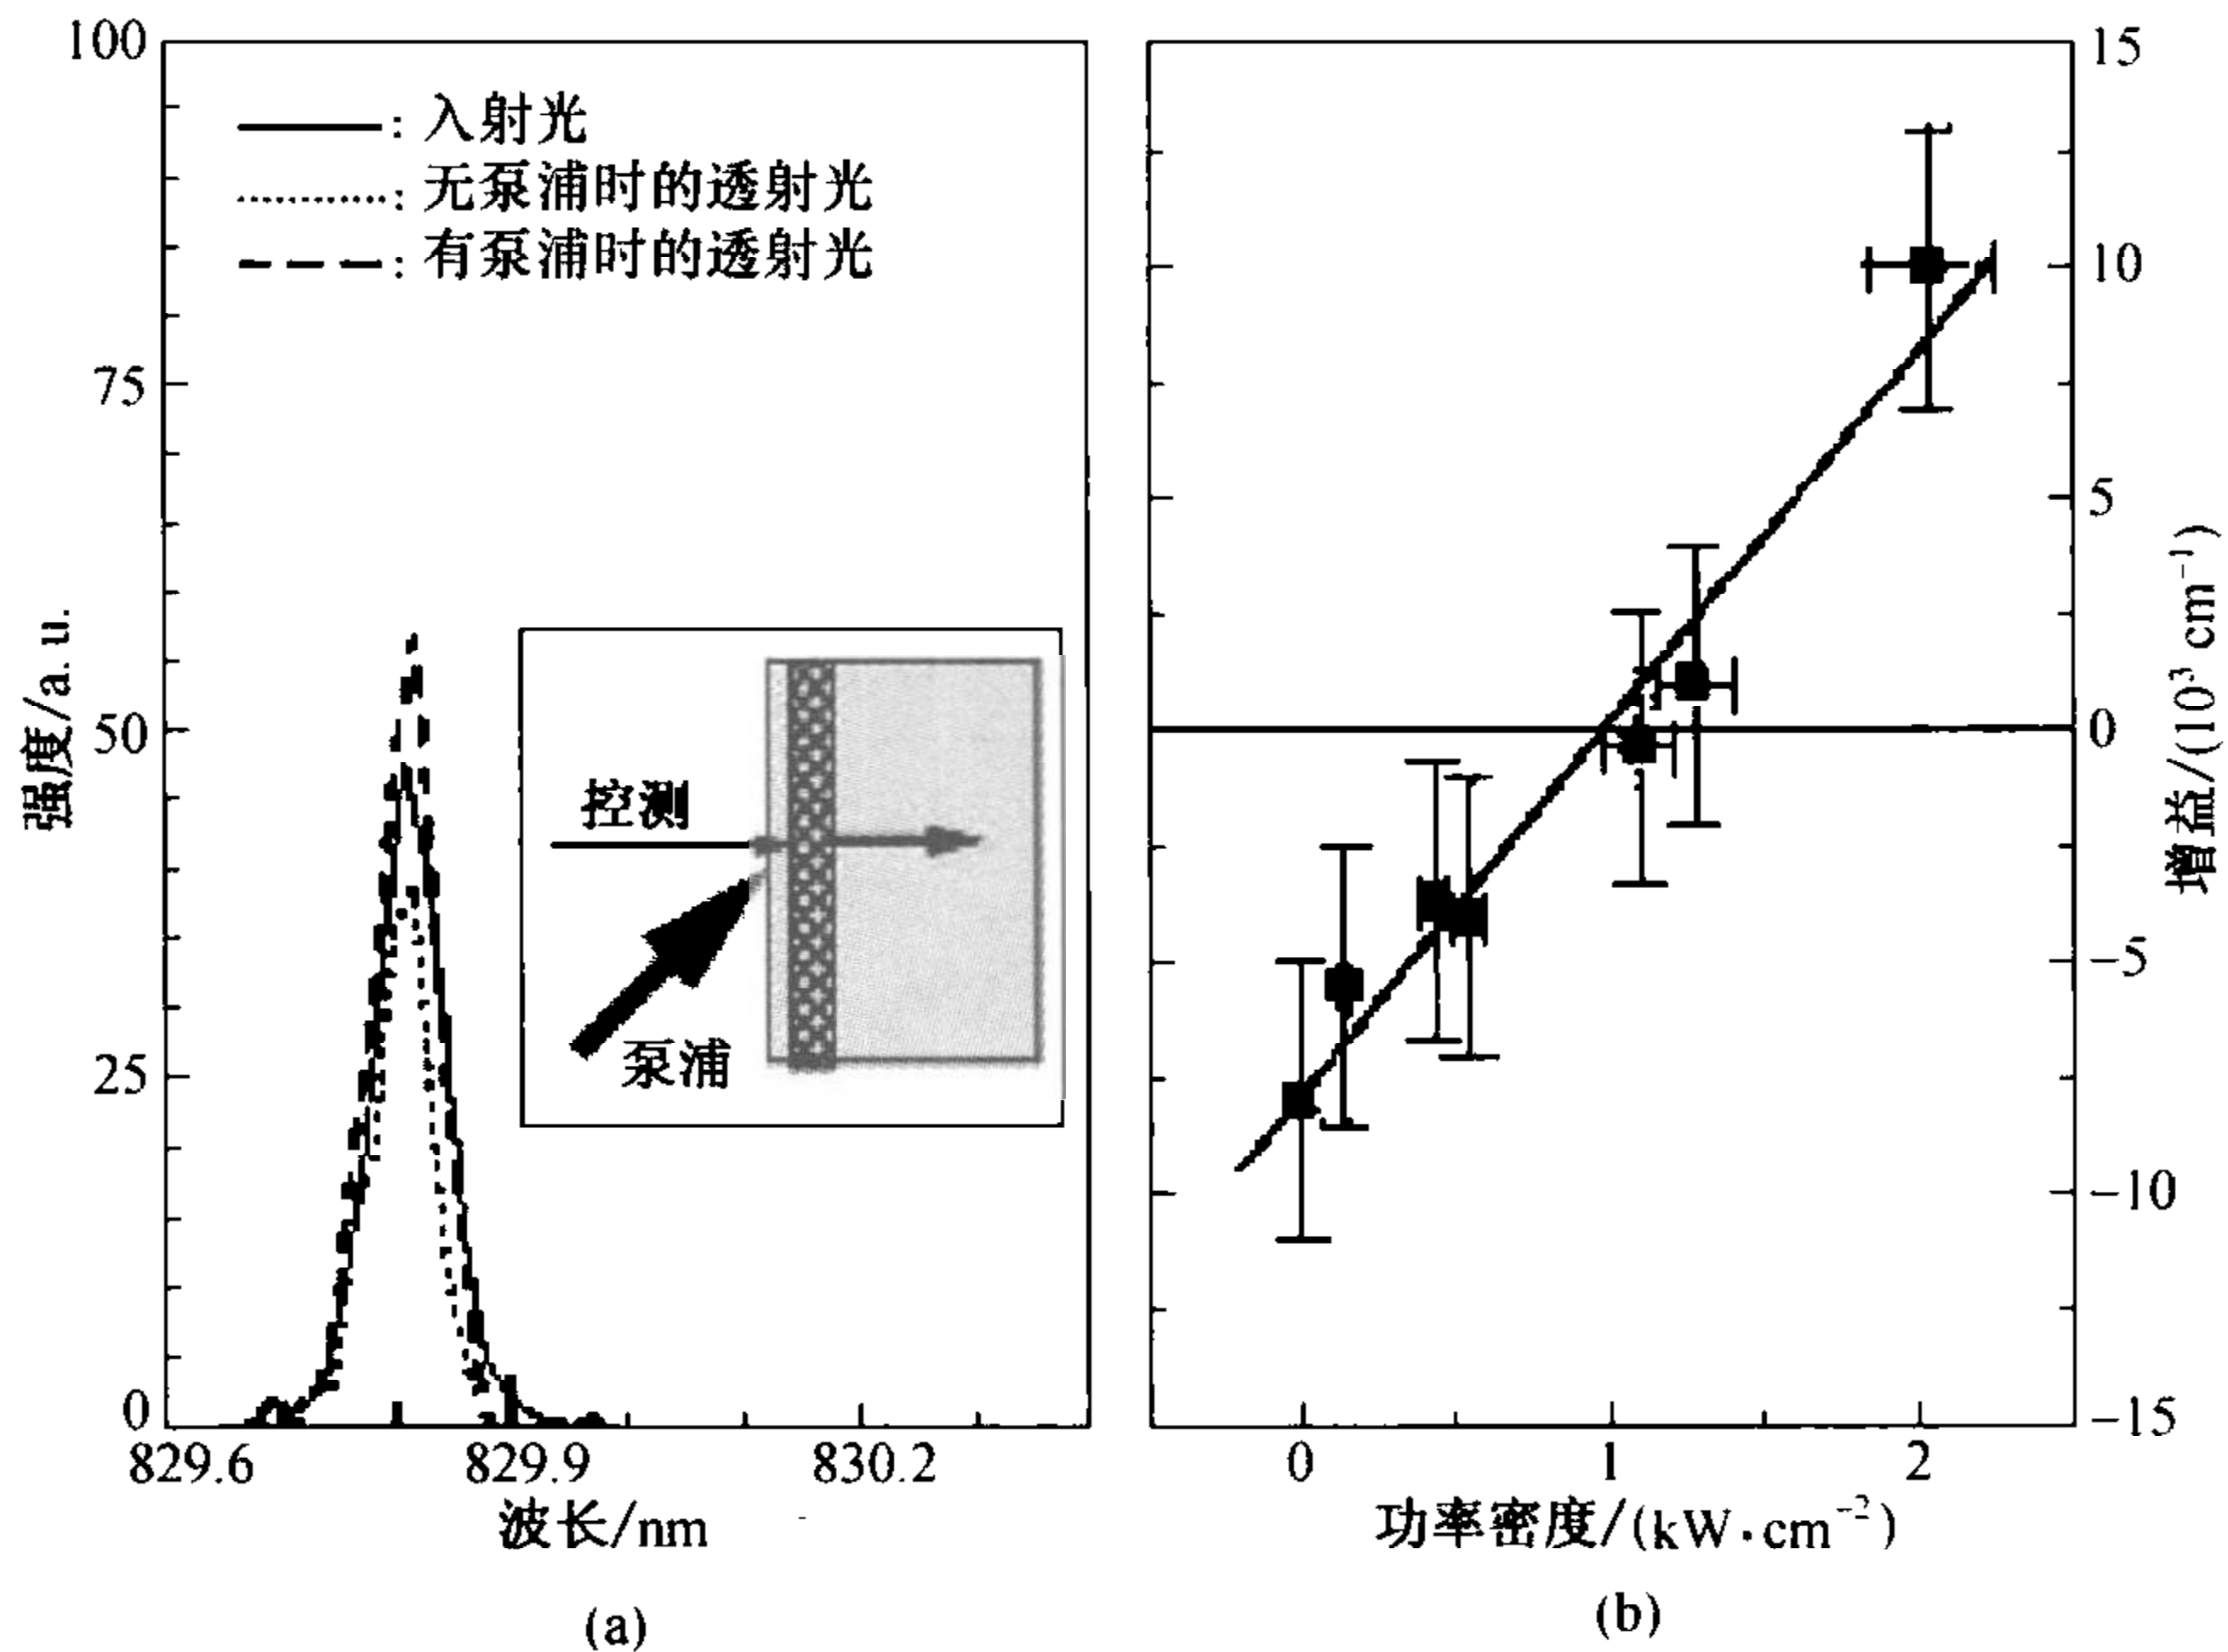 100
75
50
25
0
强度/a.u.
——: 入射光
········: 无泵浦时的透射光
– – –: 有泵浦时的透射光
控测
泵浦
829.6 829.9 830.2
波长/nm
(a)
15
10
5
0
−5
−10
−15
增益/(10³ cm⁻¹)
0 1 2
功率密度/(kW·cm⁻²)
(b)